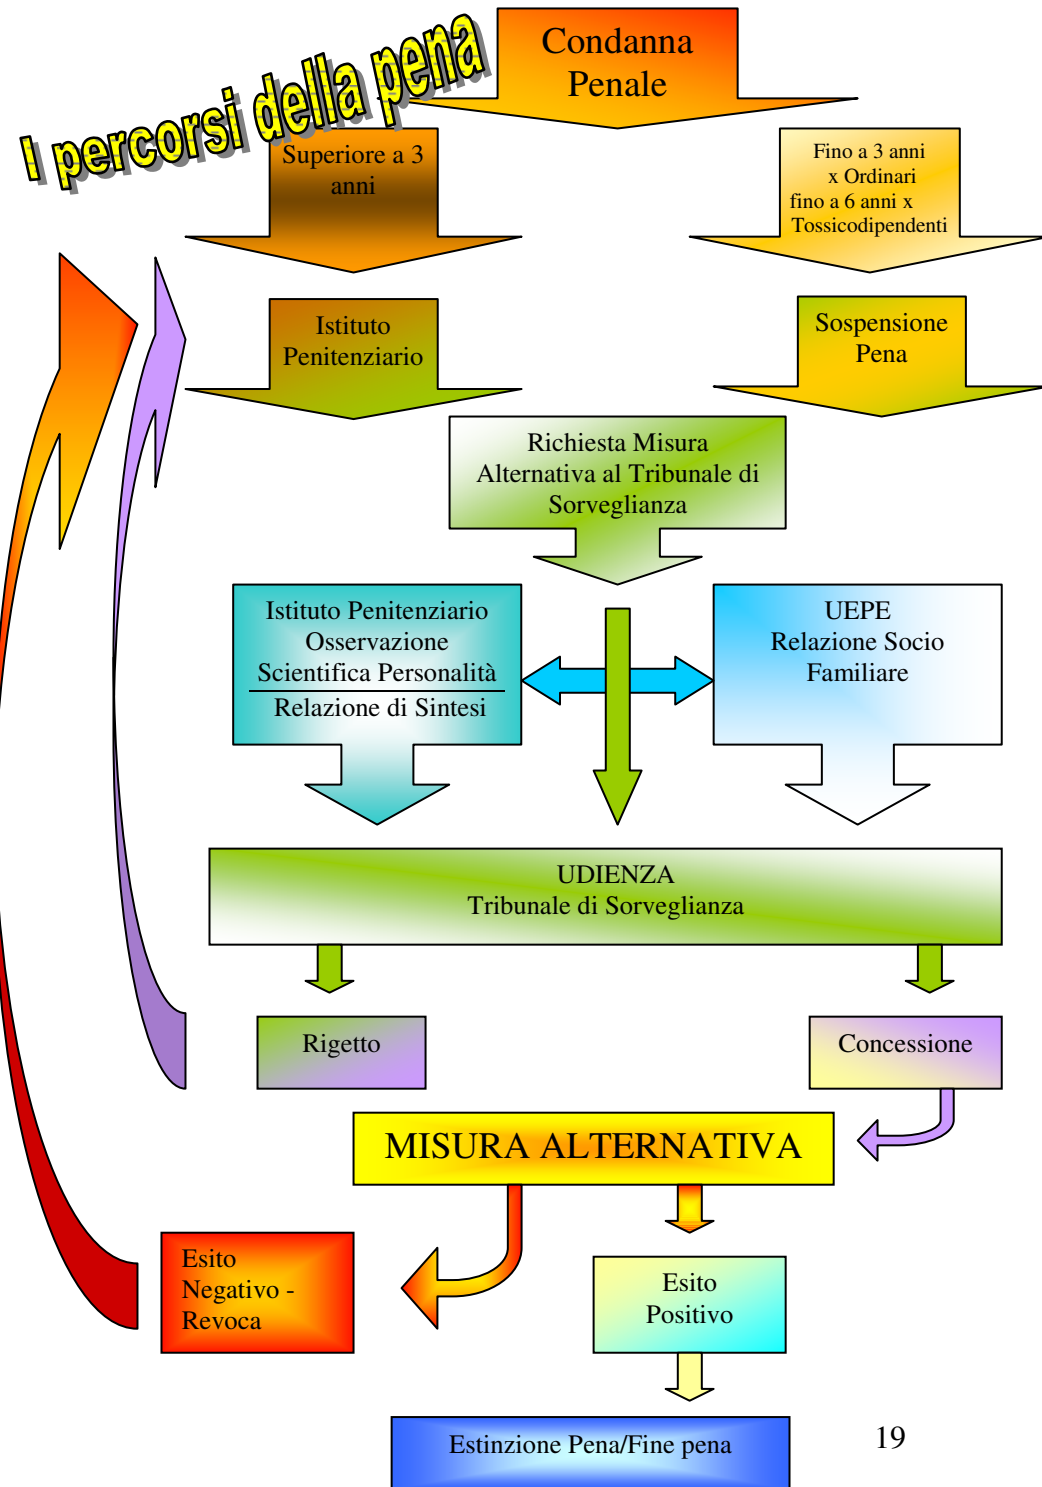 I percorsi della pena
Condanna
Penale
Superiore a 3
anni
Fino a 3 anni
x Ordinari
fino a 6 anni x
Tossicodipendenti
Istituto
Penitenziario
Sospensione
Pena
Richiesta Misura
Alternativa al Tribunale di
Sorveglianza
Istituto Penitenziario
Osservazione
Scientifica Personalità
Relazione di Sintesi
UEPE
Relazione Socio
Familiare
UDIENZA
Tribunale di Sorveglianza
Rigetto
Concessione
MISURA ALTERNATIVA
Esito
Negativo -
Revoca
Esito
Positivo
Estinzione Pena/Fine pena
19